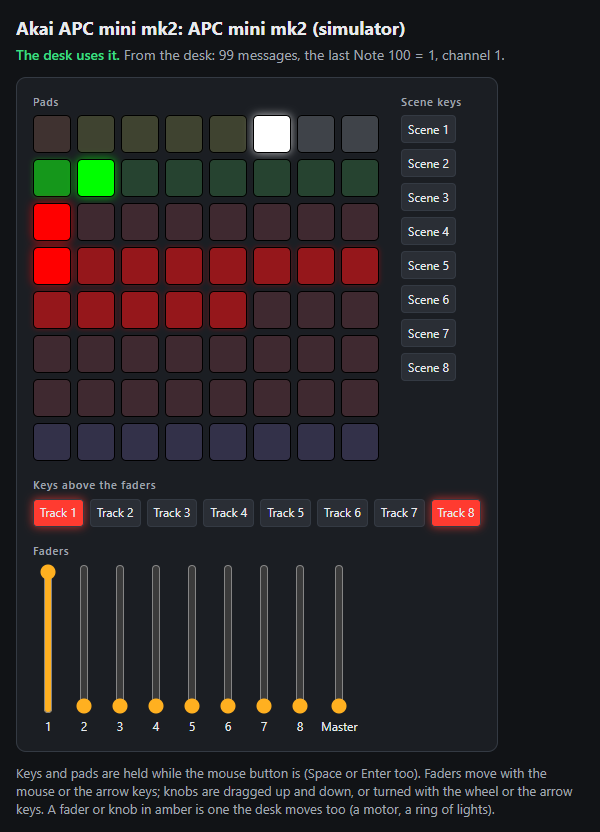 Akai APC mini mk2: APC mini mk2 (simulator)
The desk uses it. From the desk: 99 messages, the last Note 100 = 1, channel 1.
Pads
Scene keys
Scene 1
Scene 2
Scene 3
Scene 4
Scene 5
Scene 6
Scene 7
Scene 8
Keys above the faders
Track 1 Track 2 Track 3 Track 4 Track 5 Track 6 Track 7 Track 8
Faders
1 2 3 4 5 6 7 8 Master
Keys and pads are held while the mouse button is (Space or Enter too). Faders move with the
mouse or the arrow keys; knobs are dragged up and down, or turned with the wheel or the arrow
keys. A fader or knob in amber is one the desk moves too (a motor, a ring of lights).